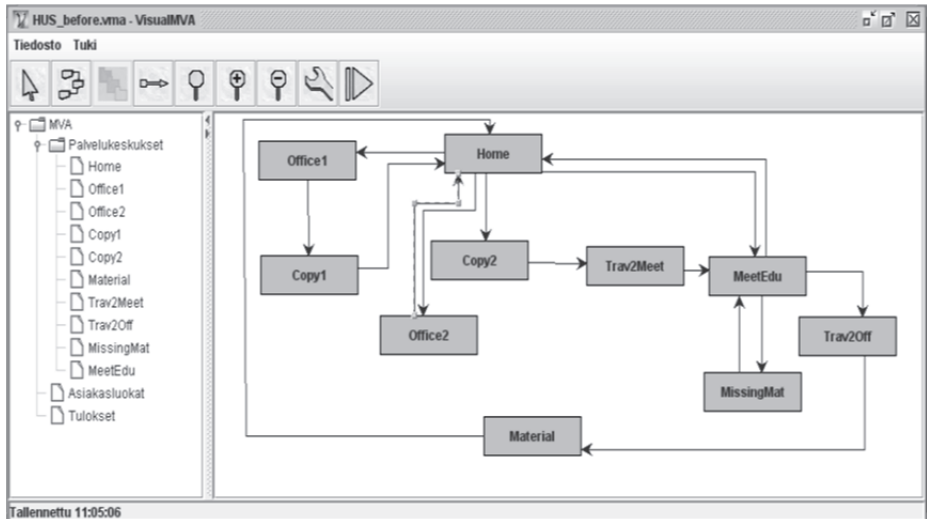 HUS_before.vma - VisualMVA
Tiedosto Tuki
MVA
Palvelukeskukset
Home
Office1
Office2
Copy1
Copy2
Material
Trav2Meet
Trav2Off
MissingMat
MeetEdu
Asiakasluokat
Tulokset
Office1
Home
Copy1
Copy2
Trav2Meet
MeetEdu
Office2
Trav2Off
MissingMat
Material
Tallennettu 11:05:06